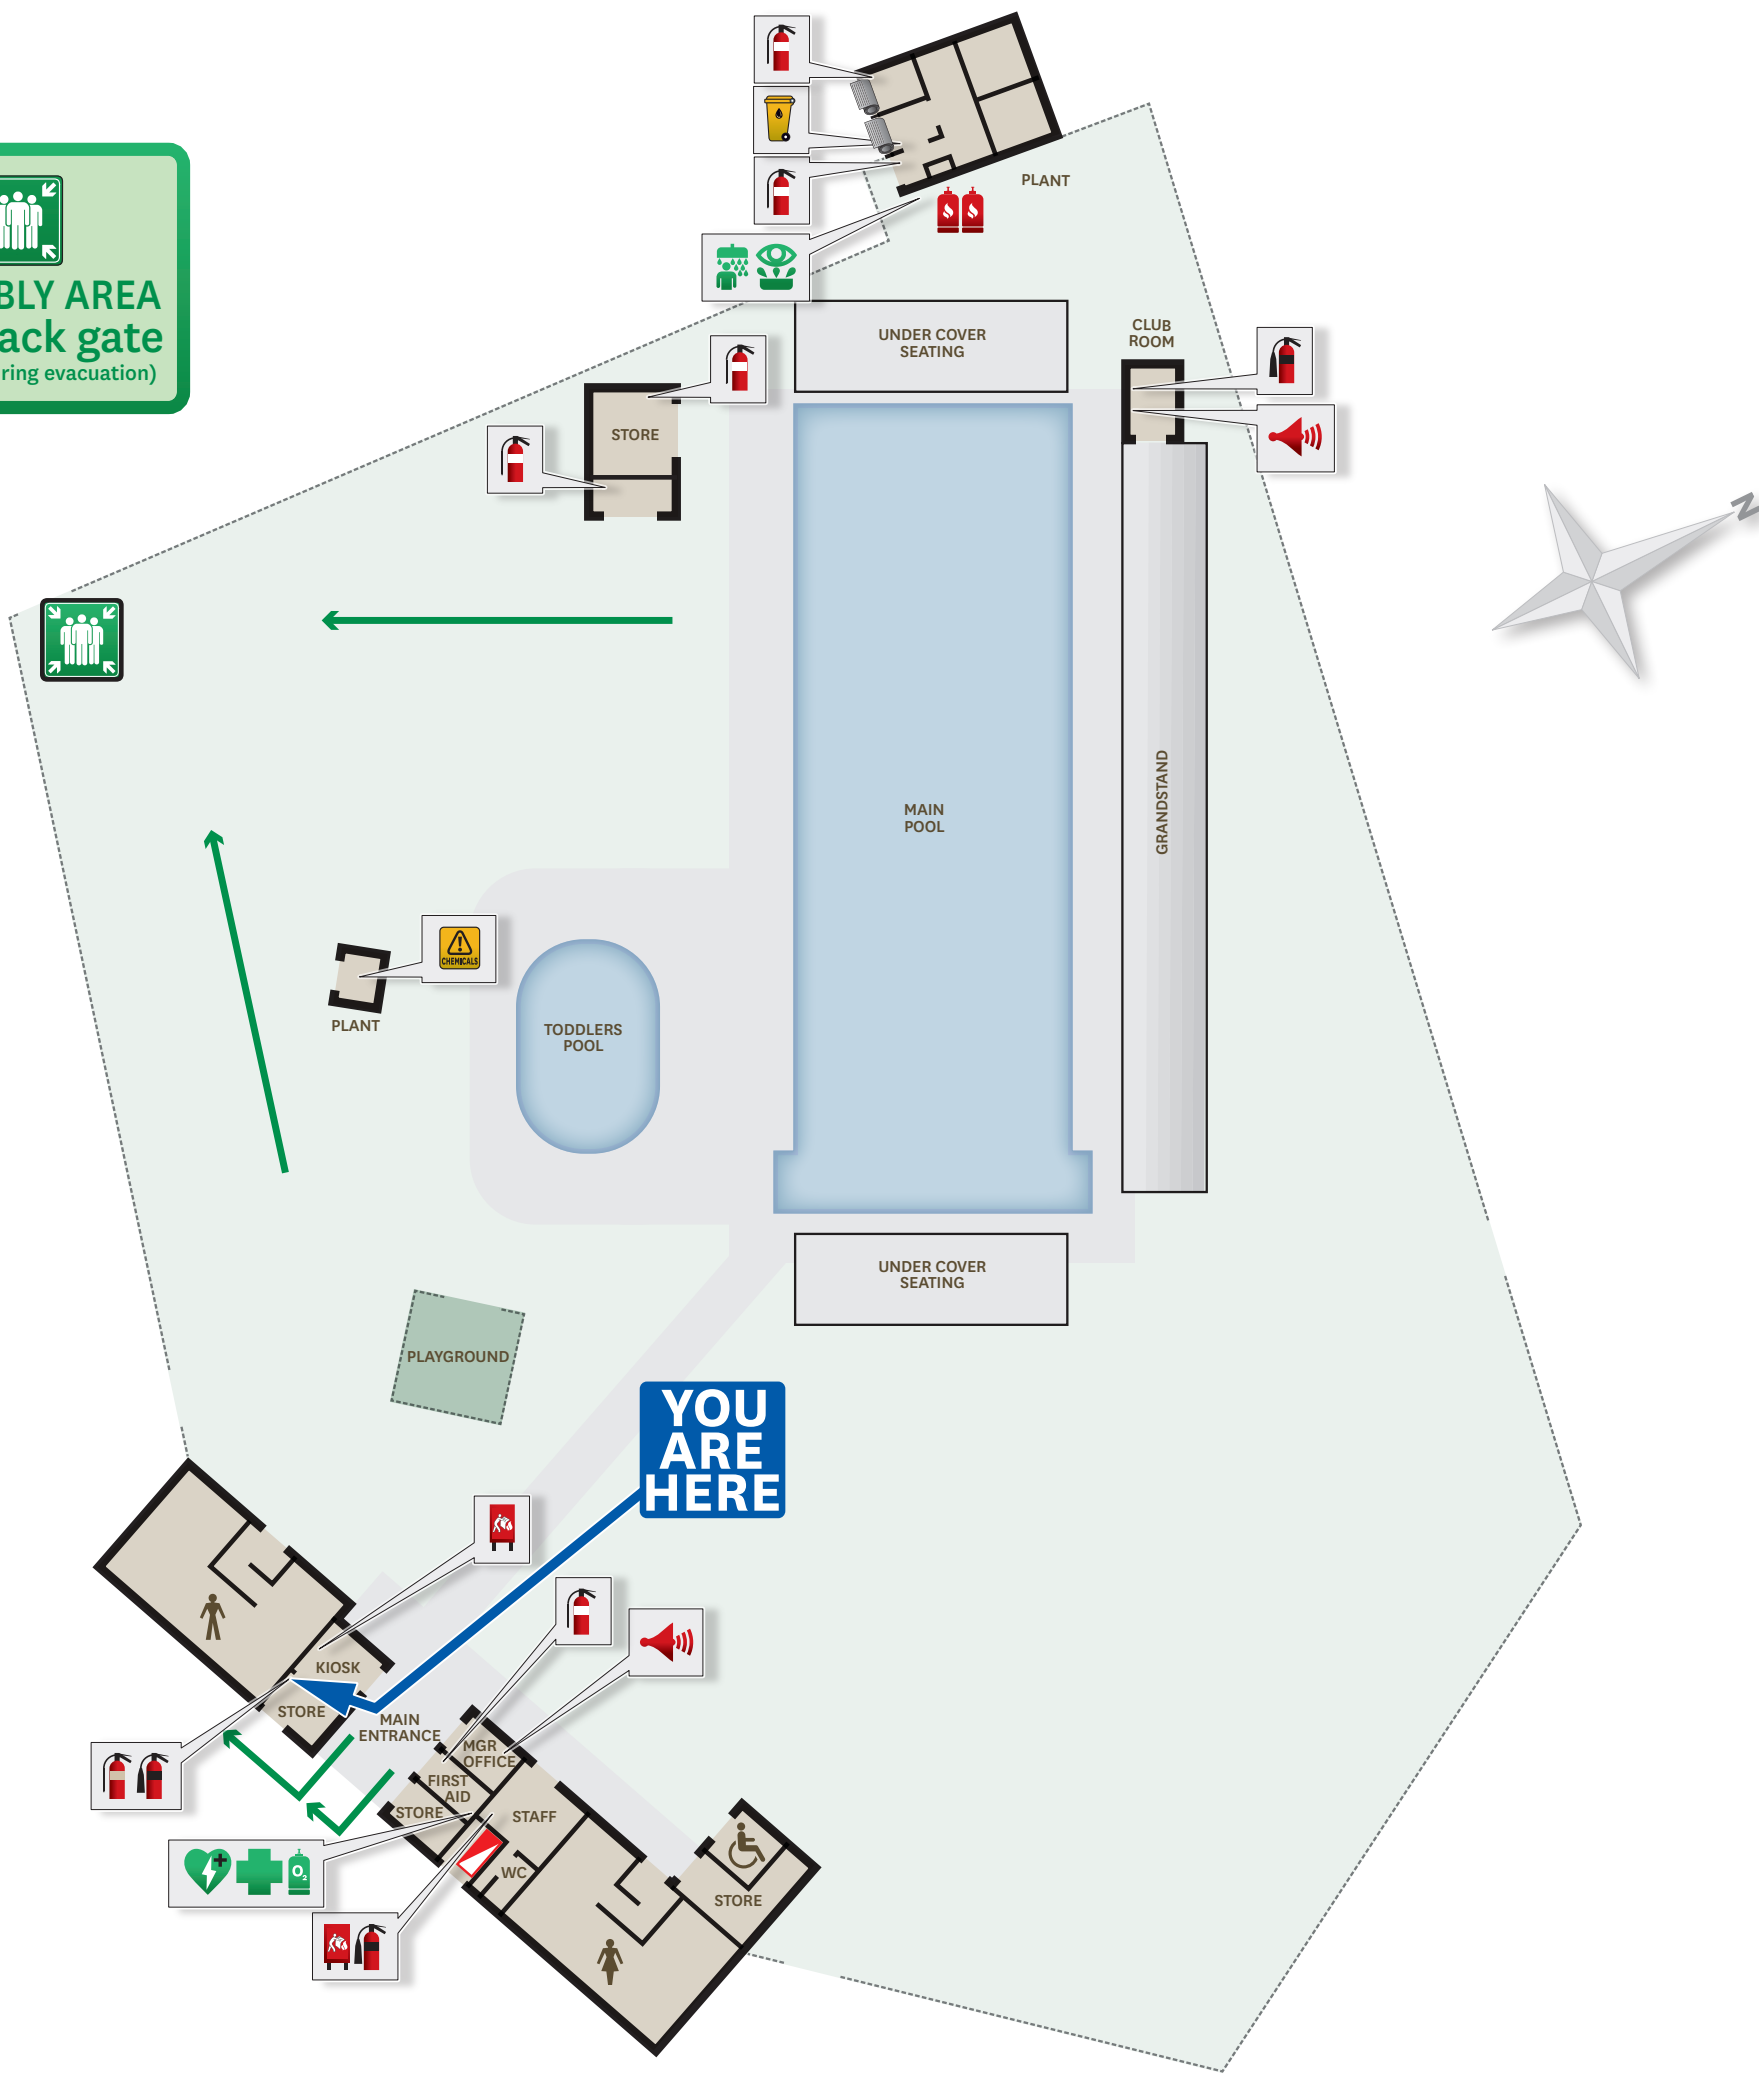 PLANT
BLY AREA
ack gate
ring evacuation)
UNDER COVER
SEATING
CLUB
ROOM
STORE
N
MAIN
POOL
GRANDSTAND
CHEMICALS
PLANT
TODDLERS
POOL
UNDER COVER
SEATING
PLAYGROUND
YOU
ARE
HERE
KIOSK
STORE
MAIN
ENTRANCE
MGR
OFFICE
FIRST
AID
STORE
STAFF
WC
O2
STORE